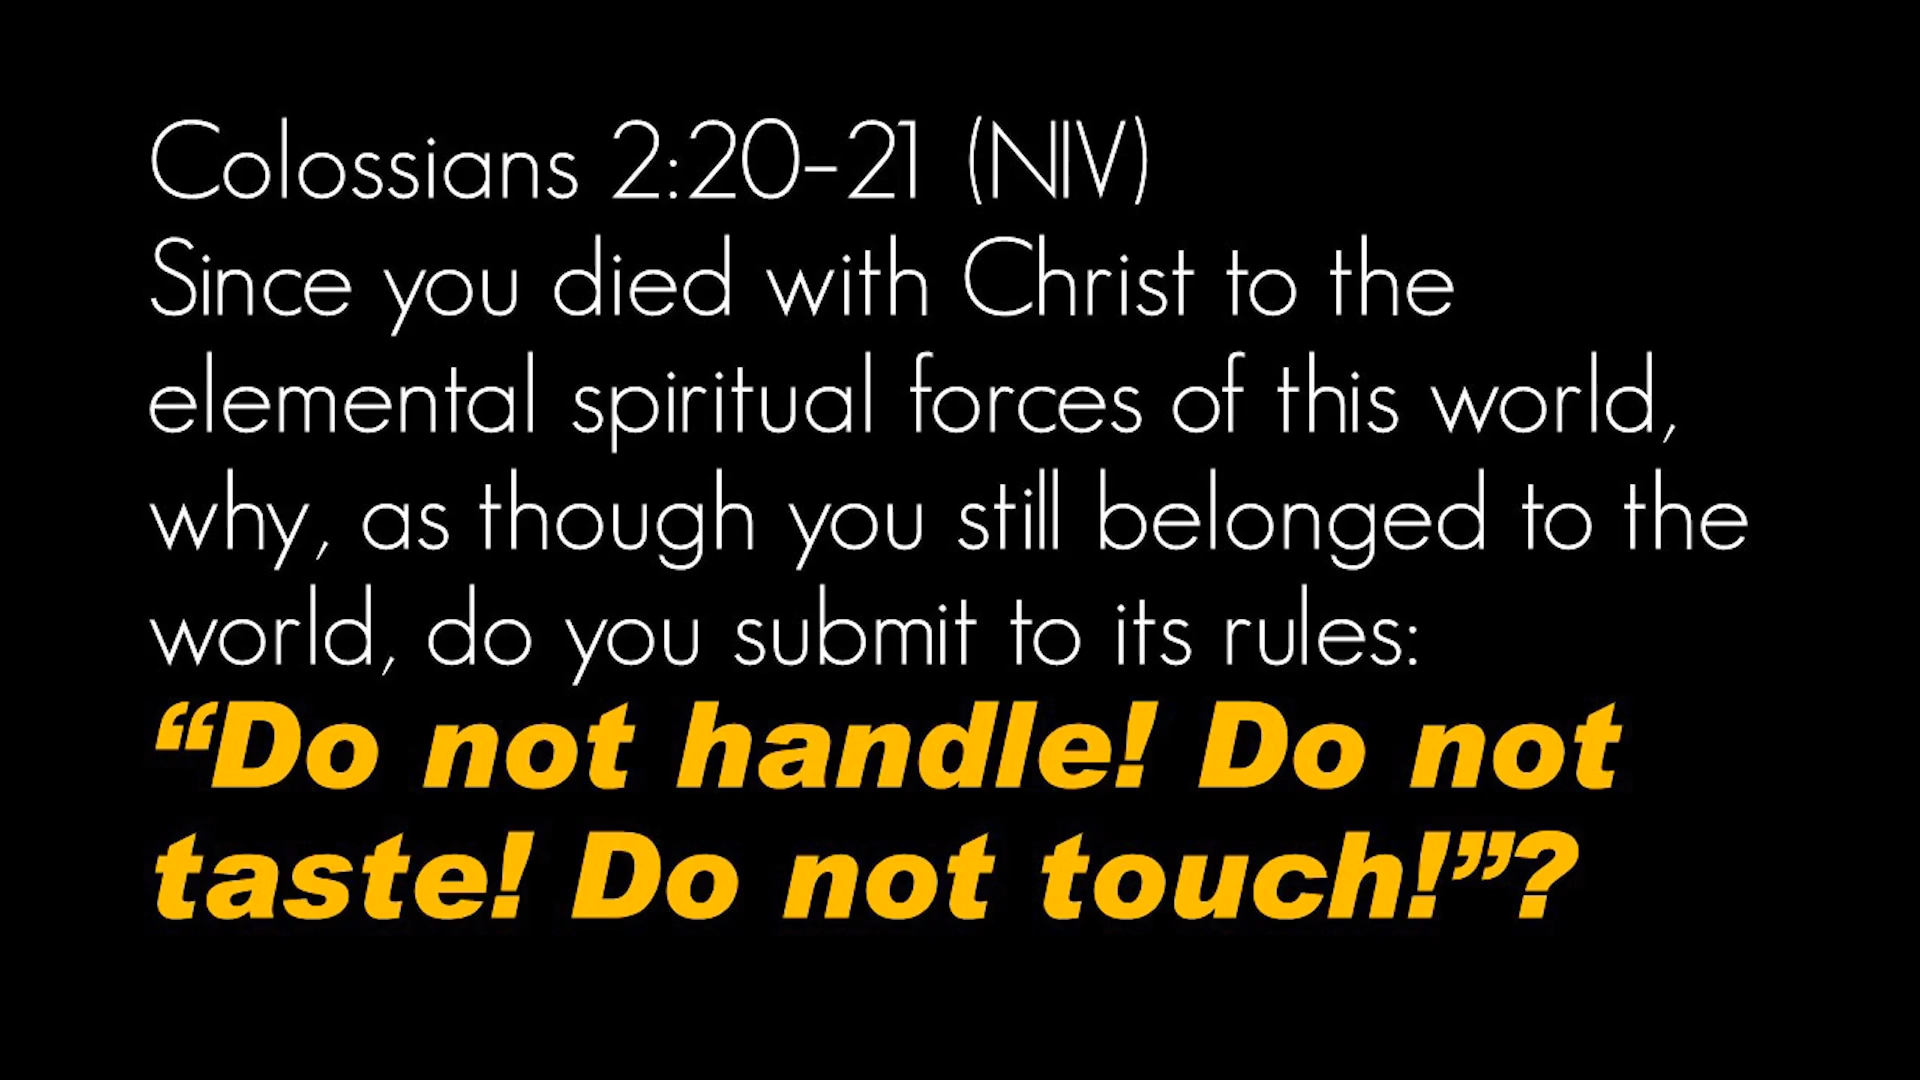 Colossians 2:20–21 (NIV)
Since you died with Christ to the
elemental spiritual forces of this world,
why, as though you still belonged to the
world, do you submit to its rules:
“Do not handle! Do not
taste! Do not touch!”?